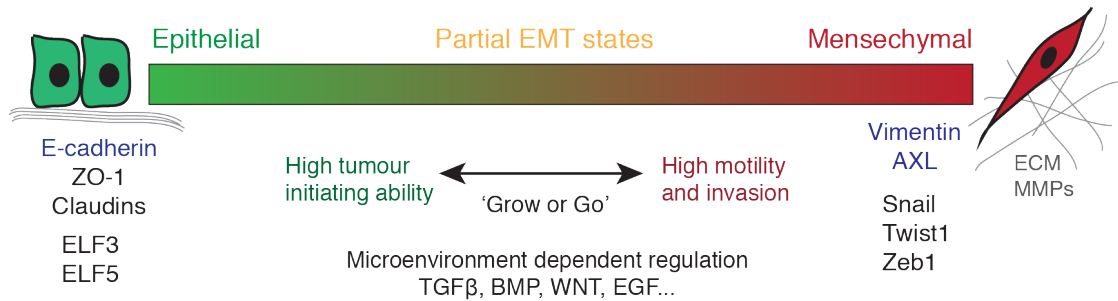 Epithelial
Partial EMT states
Mensechymal
E-cadherin
ZO-1
Claudins
ELF3
ELF5
High tumour
initiating ability
‘Grow or Go’
High motility
and invasion
Microenvironment dependent regulation
TGFβ, BMP, WNT, EGF...
Vimentin
AXL
Snail
Twist1
Zeb1
ECM
MMPs